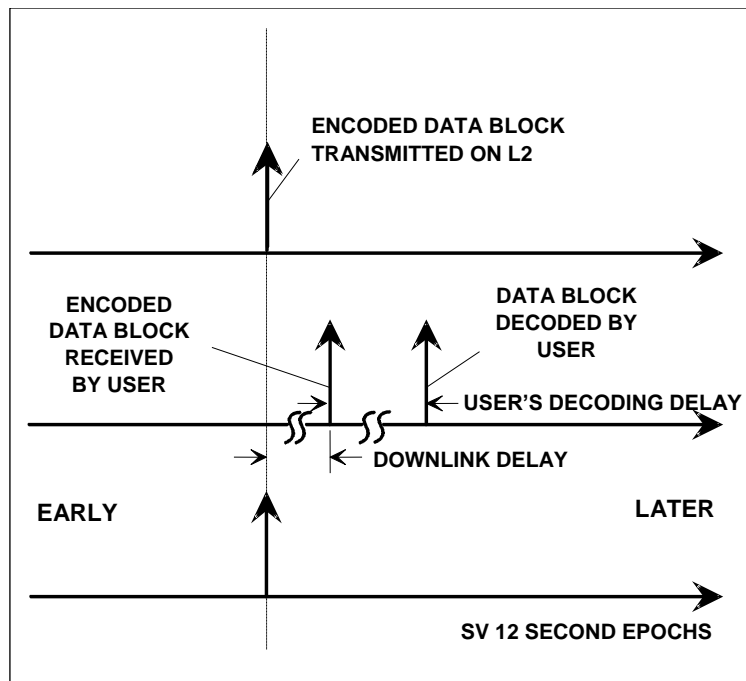 ENCODED DATA BLOCK
TRANSMITTED ON L2
ENCODED
DATA BLOCK
RECEIVED
BY USER
DATA BLOCK
DECODED BY
USER
USER'S DECODING DELAY
DOWNLINK DELAY
EARLY
LATER
SV 12 SECOND EPOCHS